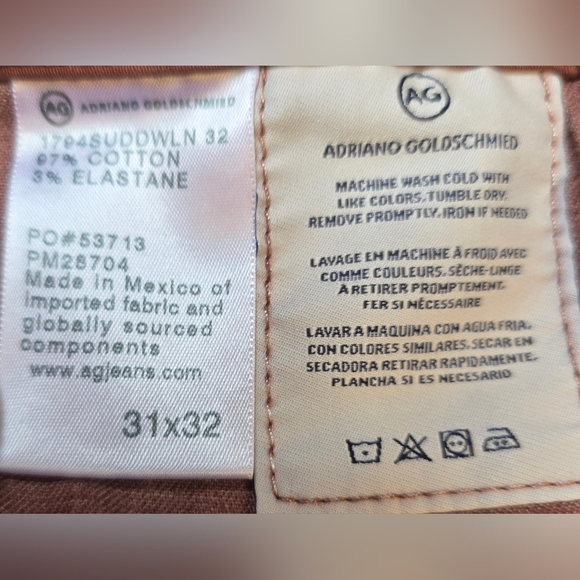 AG ADRIANO GOLDSCHMIED
1794SUDDWLN 32
97% COTTON
3% ELASTANE
PO#53713
PM28704
Made in Mexico of
imported fabric and
globally sourced
components
www.agjeans.com
31x32
AG
ADRIANO GOLDSCHMIED
MACHINE WASH COLD WITH
LIKE COLORS.TUMBLE DRY.
REMOVE PROMPTLY.IRON IF NEEDED
LAVAGE EN MACHINE À FROID AVEC
COMME COULEURS. SÈCHE-LINGE
À RETIRER PROMPTEMENT.
FER SI NÉCESSAIRE
LAVAR A MAQUINA CON AGUA FRIA.
CON COLORES SIMILARES. SECAR EN
SECADORA RETIRAR RAPIDAMENTE.
PLANCHA SI ES NECESARIO